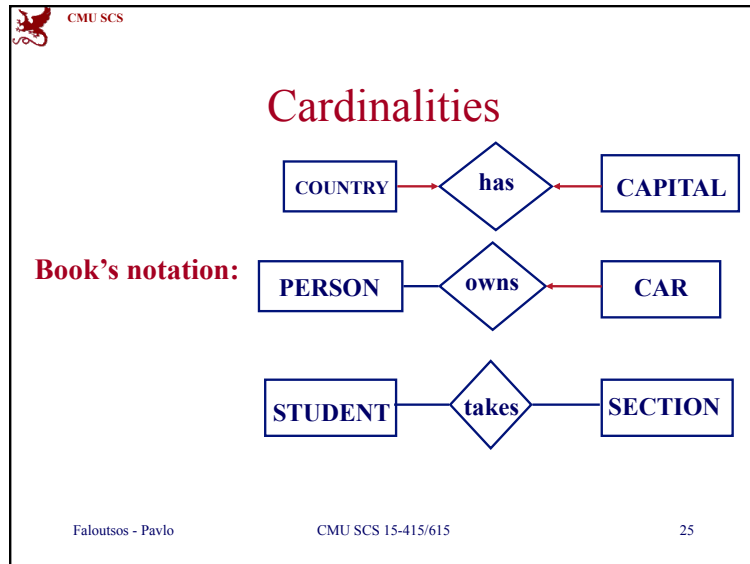 CMU SCS
Cardinalities
COUNTRY has CAPITAL
Book’s notation:
PERSON owns CAR
STUDENT takes SECTION
Faloutsos - Pavlo CMU SCS 15-415/615 25